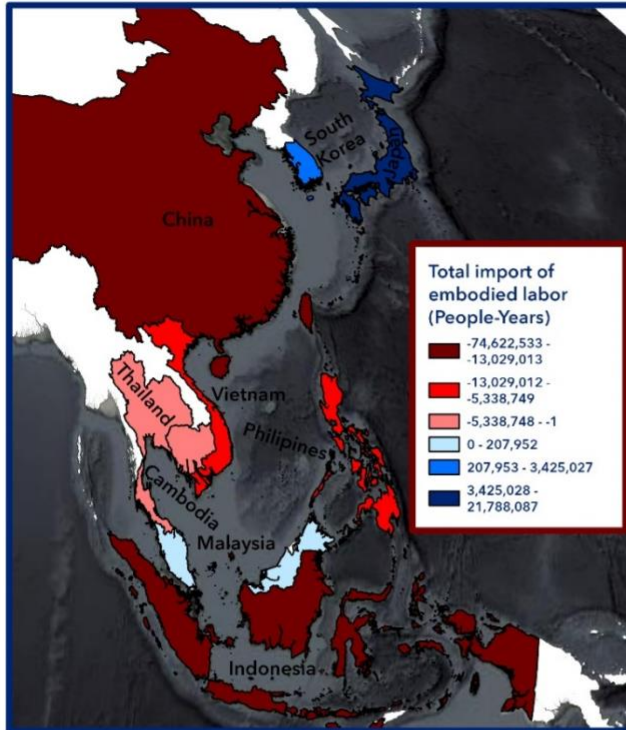 South
Korea
Japan
China
Total import of
embodied labor
(People-Years)
-74,622,533 -
-13,029,013
-13,029,012 -
-5,338,749
-5,338,748 - -1
0 - 207,952
207,953 - 3,425,027
3,425,028 -
21,788,087
Thailand
Vietnam
Philipines
Cambodia
Malaysia
Indonesia